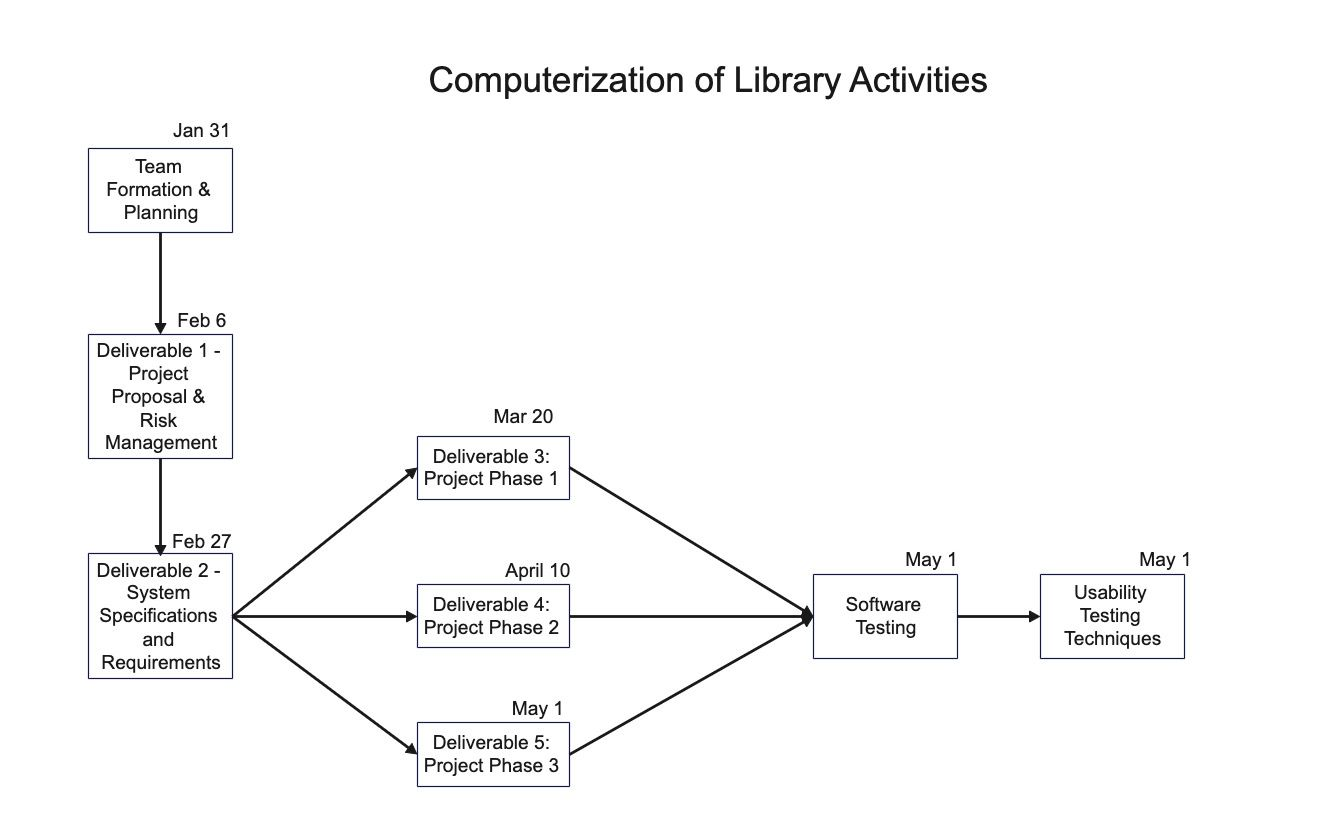 Computerization of Library Activities
Jan 31
Team
Formation &
Planning
Feb 6
Deliverable 1 -
Project
Proposal &
Risk
Management
Feb 27
Deliverable 2 -
System
Specifications
and
Requirements
Mar 20
Deliverable 3:
Project Phase 1
April 10
Deliverable 4:
Project Phase 2
May 1
Deliverable 5:
Project Phase 3
May 1
Software
Testing
May 1
Usability
Testing
Techniques